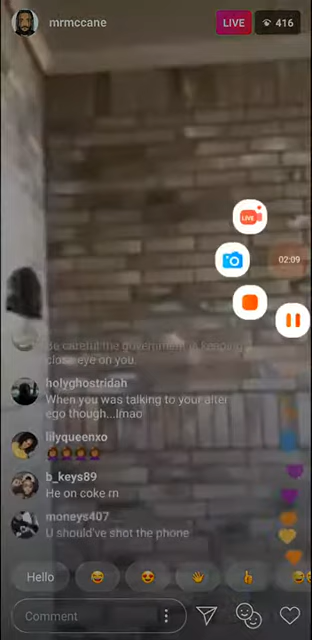 mrmccane
LIVE
416
LIVE
02:09
Be careful the government is keeping
close eye on you.
holyghostridah
When you was talking to your alter
ego though...lmao
lilyqueenxo
b_keys89
He on coke rn
moneys407
U should've shot the phone
Hello
Comment